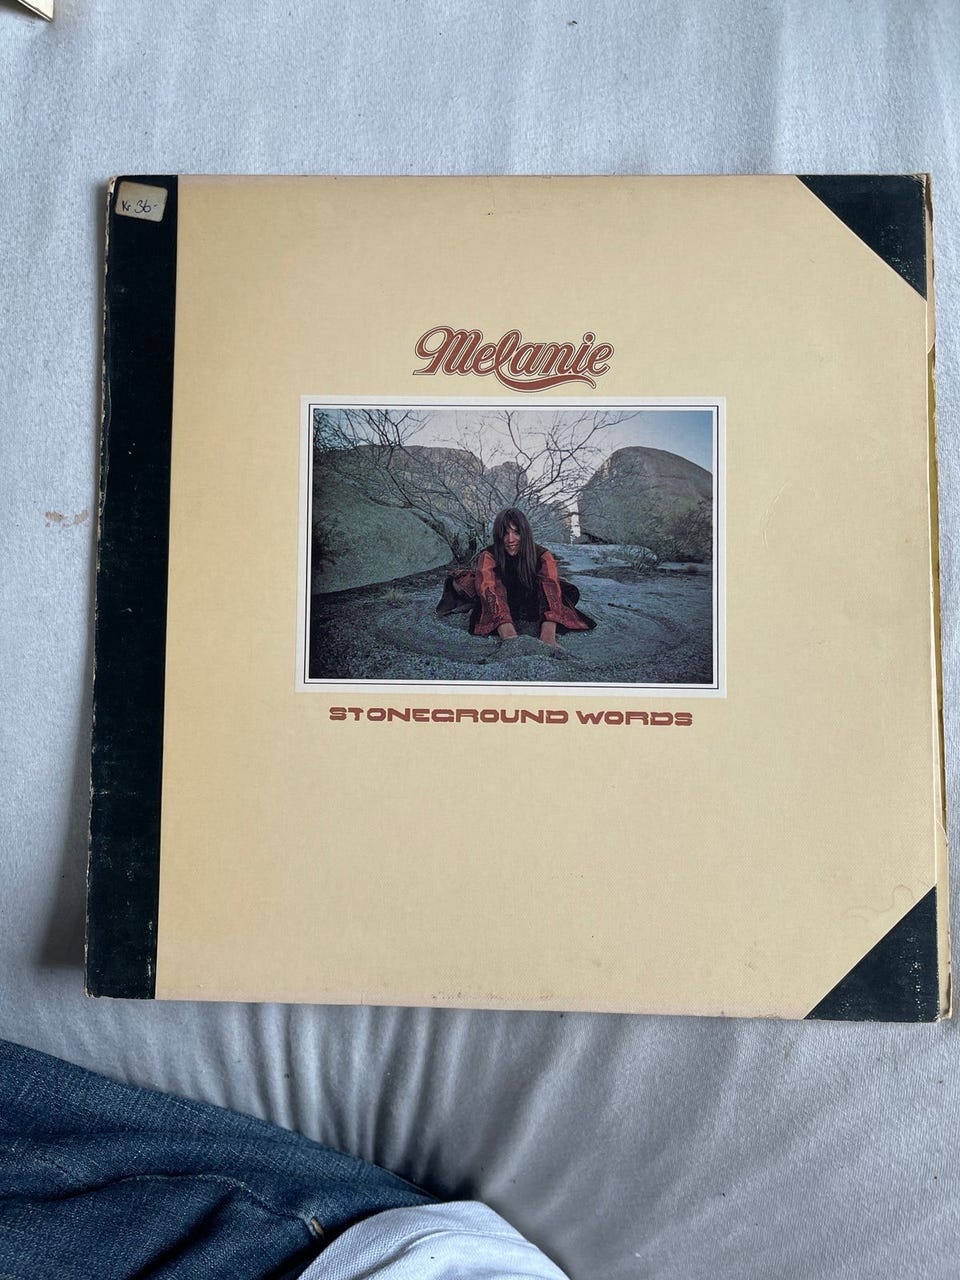 Kr. 36-
Melanie
STONEGROUND WORDS